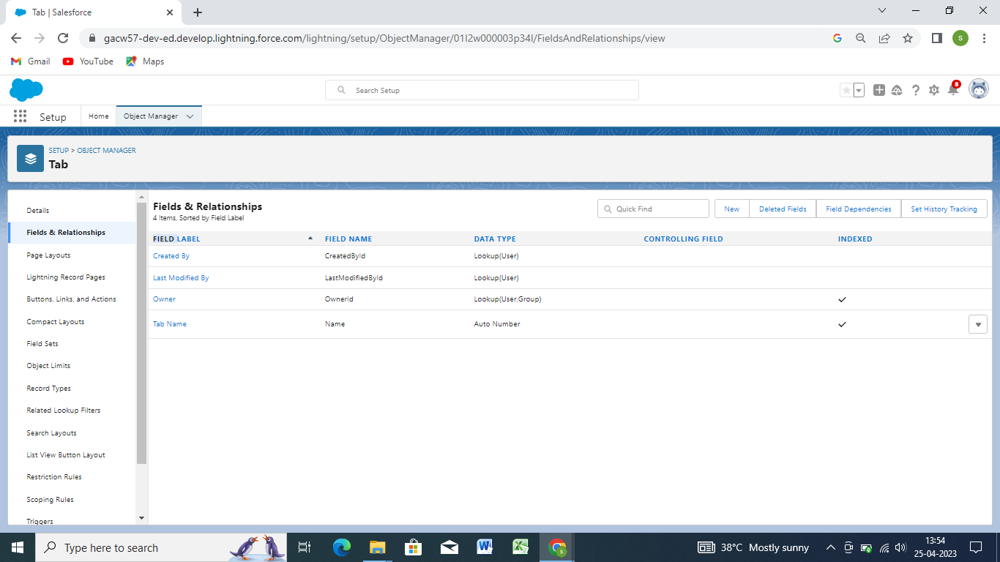 Tab | Salesforce
gacw57-dev-ed.develop.lightning.force.com/lightning/setup/ObjectManager/01I2w000003p34I/FieldsAndRelationships/view
S
Gmail YouTube Maps
Search Setup
8
Setup Home Object Manager
SETUP > OBJECT MANAGER
Tab
Details
Fields & Relationships
Page Layouts
Lightning Record Pages
Buttons, Links, and Actions
Compact Layouts
Field Sets
Object Limits
Record Types
Related Lookup Filters
Search Layouts
List View Button Layout
Restriction Rules
Scoping Rules
Triggers
Fields & Relationships
4 Items, Sorted by Field Label
Quick Find New Deleted Fields Field Dependencies Set History Tracking
FIELD LABEL FIELD NAME DATA TYPE CONTROLLING FIELD INDEXED
Created By CreatedById Lookup(User)
Last Modified By LastModifiedById Lookup(User)
Owner OwnerId Lookup(User,Group)
Tab Name Name Auto Number
Type here to search
38°C Mostly sunny
13:54
25-04-2023